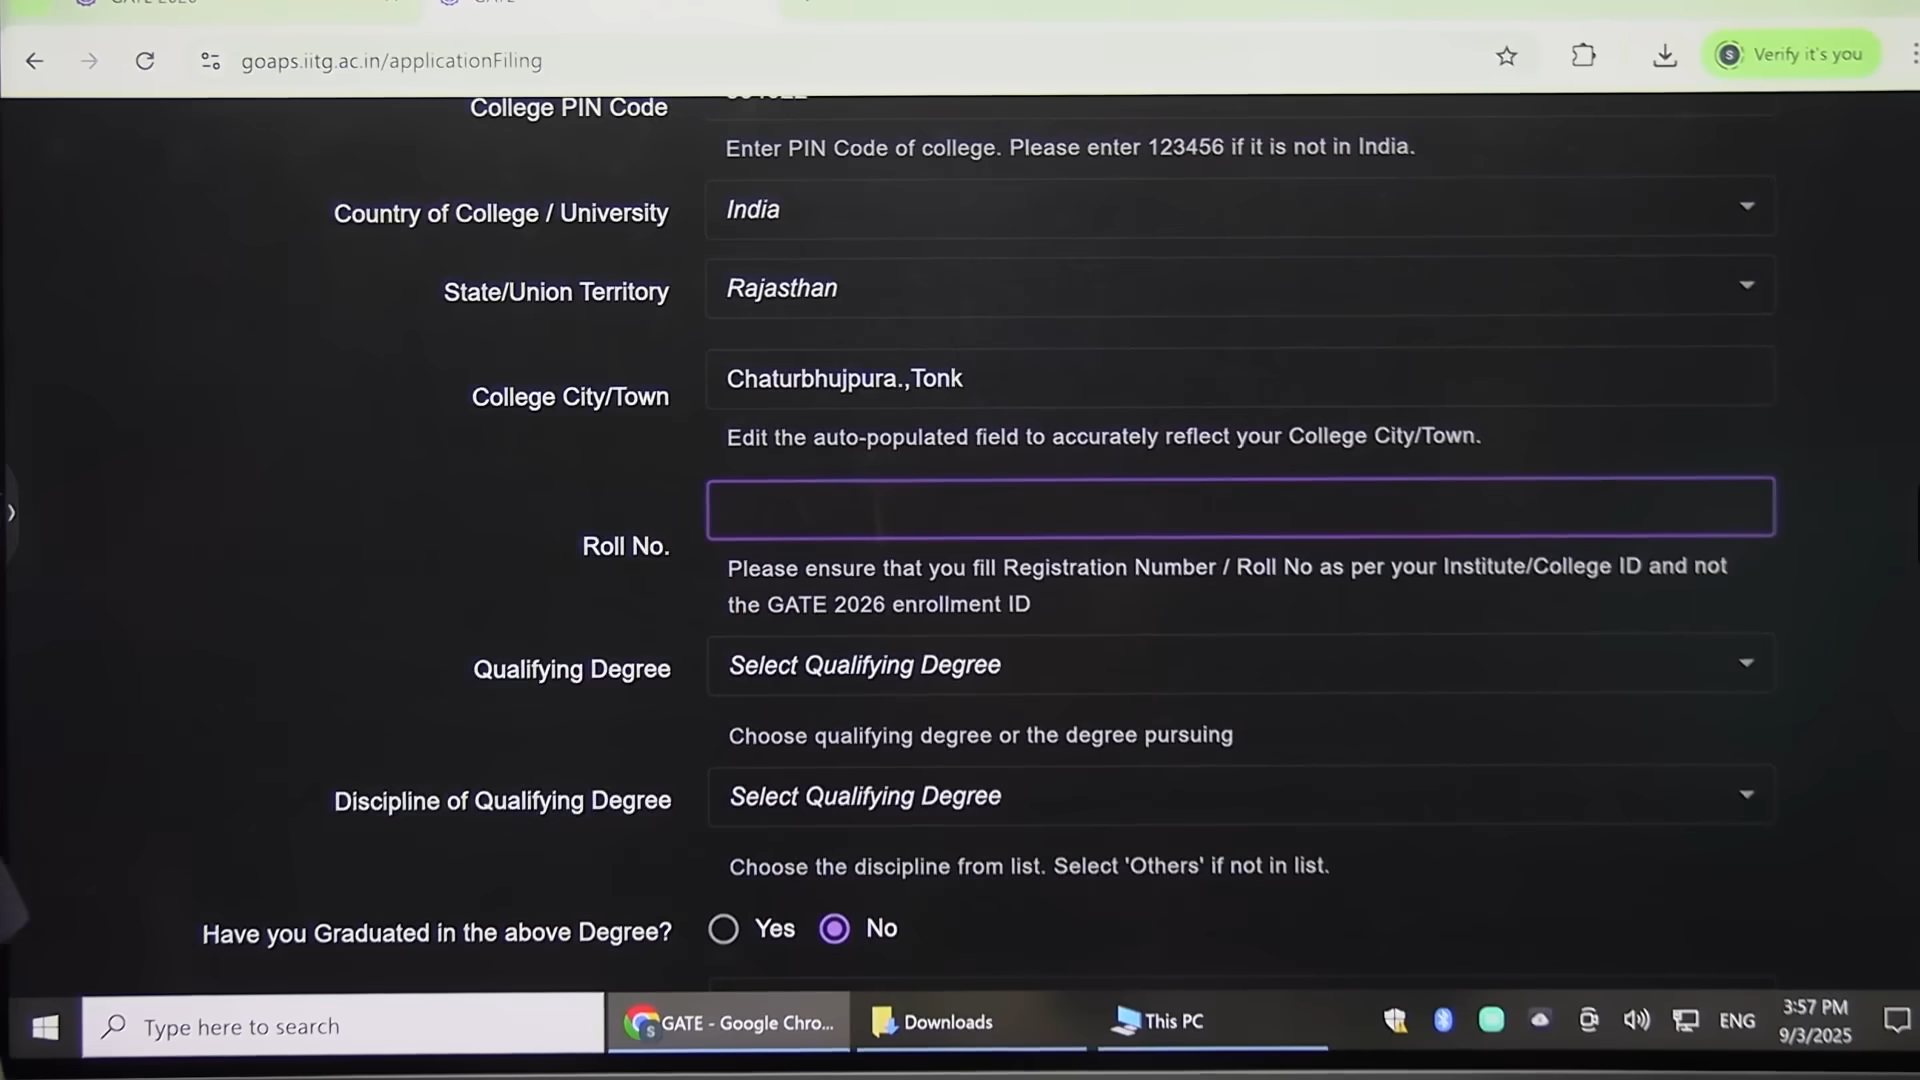 goaps.iitg.ac.in/applicationFiling
Verify it's you
College PIN Code
Enter PIN Code of college. Please enter 123456 if it is not in India.
Country of College / University
India
State/Union Territory
Rajasthan
College City/Town
Chaturbhujpura.,Tonk
Edit the auto-populated field to accurately reflect your College City/Town.
Roll No.
Please ensure that you fill Registration Number / Roll No as per your Institute/College ID and not
the GATE 2026 enrollment ID
Qualifying Degree
Select Qualifying Degree
Choose qualifying degree or the degree pursuing
Discipline of Qualifying Degree
Select Qualifying Degree
Choose the discipline from list. Select 'Others' if not in list.
Have you Graduated in the above Degree?
Yes
No
Type here to search
GATE - Google Chro...
Downloads
This PC
ENG
3:57 PM
9/3/2025